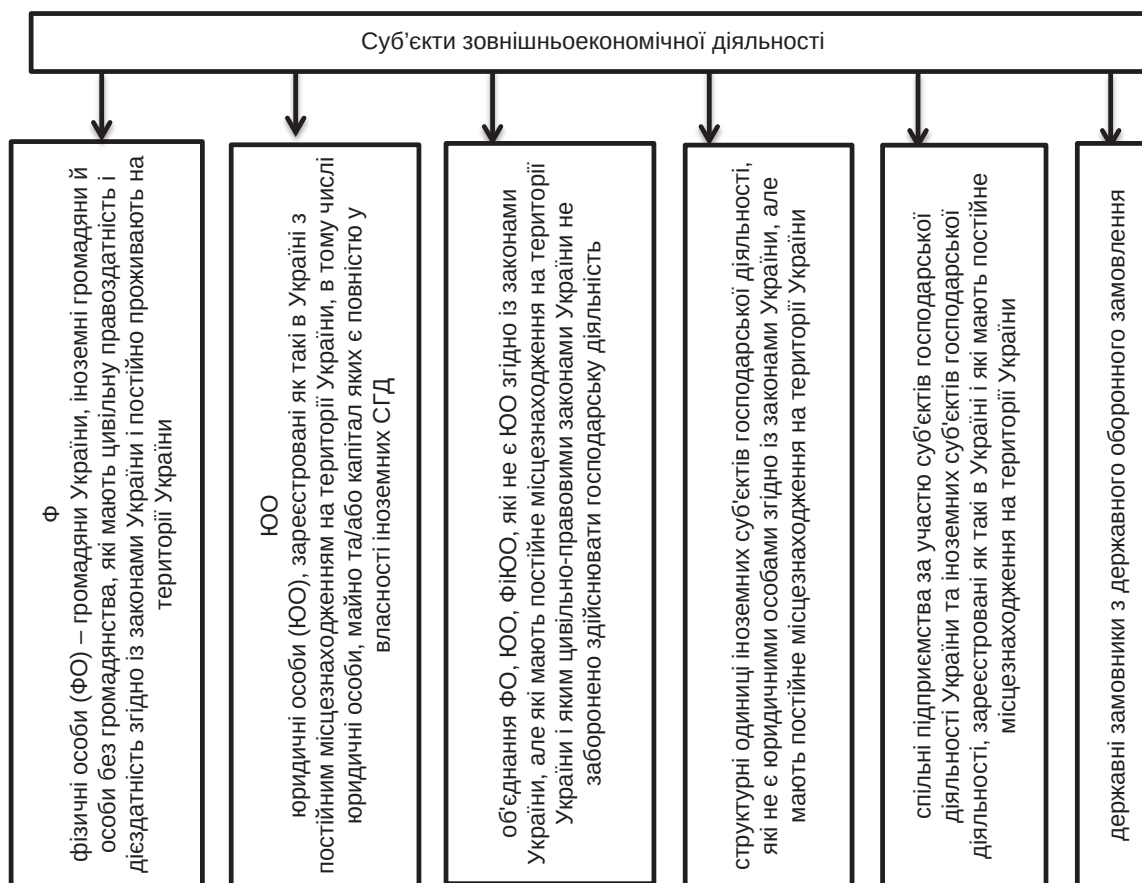 Суб’єкти зовнішньоекономічної діяльності
Ф
фізичні особи (ФО) – громадяни України, іноземні громадяни й
особи без громадянства, які мають цивільну правоздатність і
дієздатність згідно із законами України і постійно проживають на
території України
ЮО
юридичні особи (ЮО), зареєстровані як такі в Україні з
постійним місцезнаходженням на території України, в тому числі
юридичні особи, майно та/або капітал яких є повністю у
власності іноземних СГД
об'єднання ФО, ЮО, ФіЮО, які не є ЮО згідно із законами
України, але які мають постійне місцезнаходження на території
України і яким цивільно-правовими законами України не
заборонено здійснювати господарську діяльність
структурні одиниці іноземних суб'єктів господарської діяльності,
які не є юридичними особами згідно із законами України, але
мають постійне місцезнаходження на території України
спільні підприємства за участю суб'єктів господарської
діяльності України та іноземних суб'єктів господарської
діяльності, зареєстровані як такі в Україні і які мають постійне
місцезнаходження на території України
державні замовники з державного оборонного замовлення